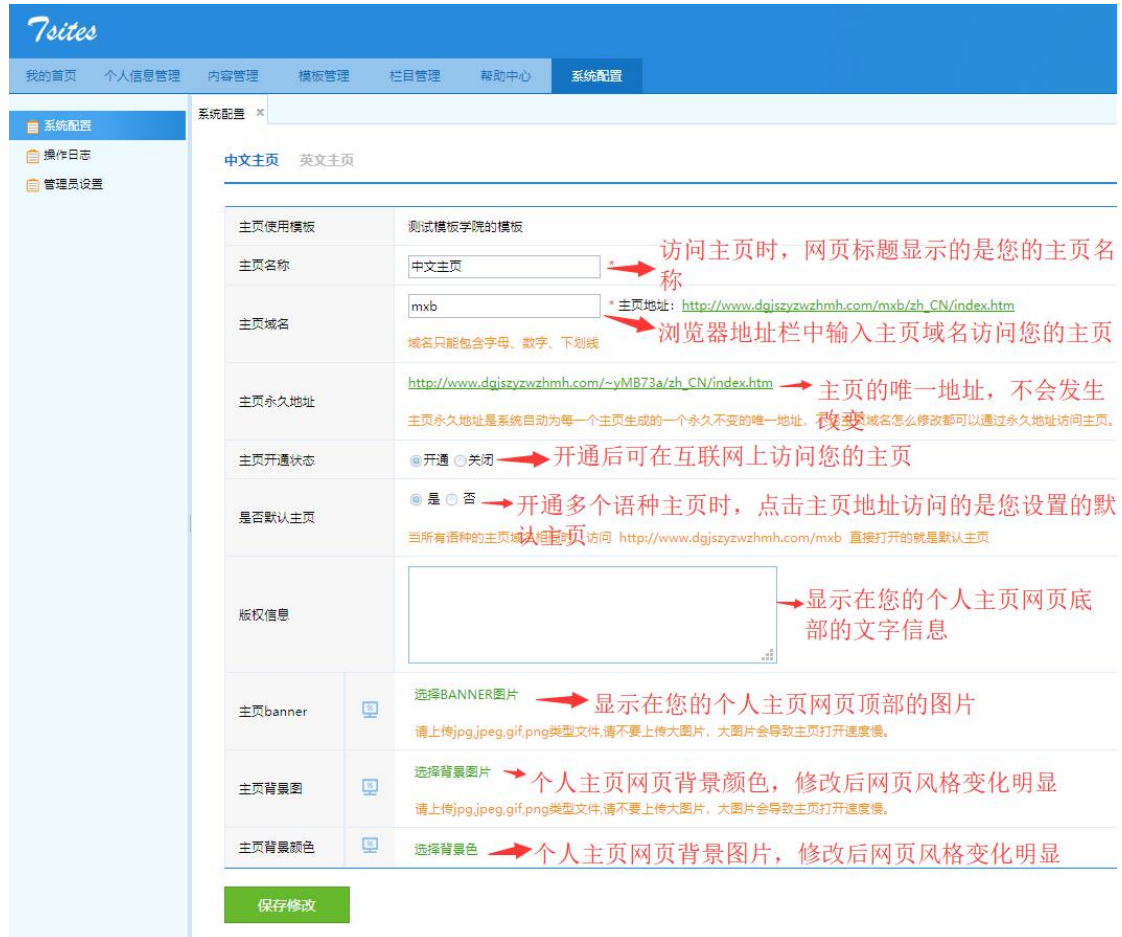 Tsites
我的首页 个人信息管理 内容管理 模板管理 栏目管理 帮助中心 系统配置
系统配置
操作日志
管理员设置
系统配置 ×
中文主页 英文主页
主页使用模板 测试模板学院的模板
主页名称 中文主页 *
访问主页时，网页标题显示的是您的主页名
称
主页域名 mxb * 主页地址：http://www.dgjszyzwzhmh.com/mxb/zh_CN/index.htm
浏览器地址栏中输入主页域名访问您的主页
域名只能包含字母、数字、下划线
主页永久地址 http://www.dgjszyzwzhmh.com/~yMB73a/zh_CN/index.htm
主页的唯一地址，不会发生
改变
主页永久地址是系统自动为每一个主页生成的一个永久不变的唯一地址，不论主页域名怎么修改都可以通过永久地址访问主页。
主页开通状态 开通 关闭 开通后可在互联网上访问您的主页
是否默认主页 是 否
开通多个语种主页时，点击主页地址访问的是您设置的默
认主页
当所有语种的主页域名相同时，访问 http://www.dgjszyzwzhmh.com/mxb 直接打开的就是默认主页
版权信息
显示在您的个人主页网页底
部的文字信息
主页banner 选择BANNER图片 显示在您的个人主页网页顶部的图片
请上传jpg,jpeg,gif,png类型文件,请不要上传大图片，大图片会导致主页打开速度慢。
主页背景图 选择背景图片 个人主页网页背景颜色，修改后网页风格变化明显
请上传jpg,jpeg,gif,png类型文件,请不要上传大图片，大图片会导致主页打开速度慢。
主页背景颜色 选择背景色 个人主页网页背景图片，修改后网页风格变化明显
保存修改